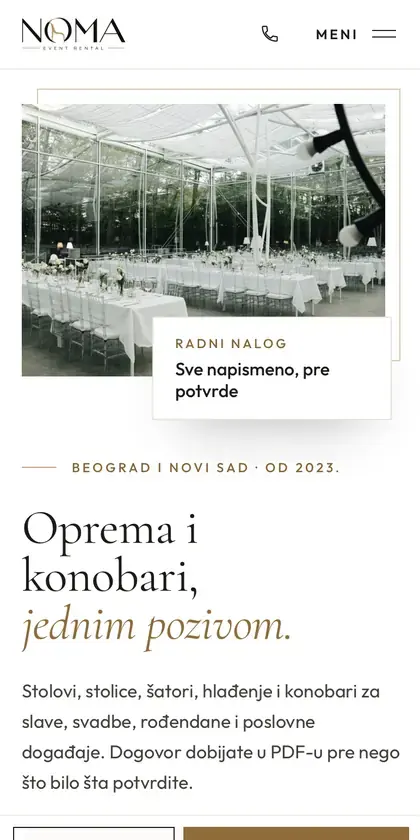 NOMA
EVENT RENTAL
MENI
RADNI NALOG
Sve napismeno, pre
potvrde
BEOGRAD I NOVI SAD · OD 2023.
Oprema i
konobari,
jednim pozivom.
Stolovi, stolice, šatori, hlađenje i konobari za
slave, svadbe, rođendane i poslovne
događaje. Dogovor dobijate u PDF-u pre nego
što bilo šta potvrdite.